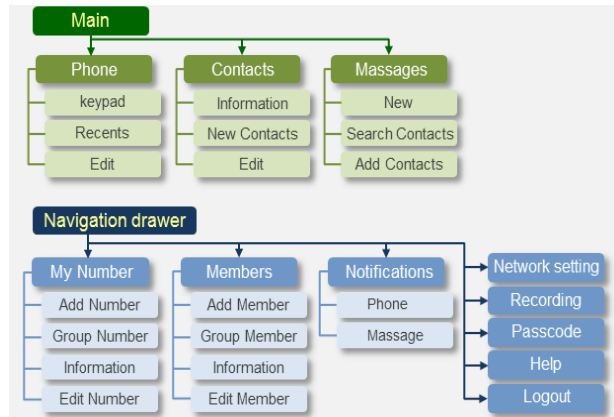 Main
Phone
Contacts
Massages
keypad
Information
New
Recents
New Contacts
Search Contacts
Edit
Edit
Add Contacts
Navigation drawer
My Number
Members
Notifications
Network setting
Add Number
Add Member
Phone
Recording
Group Number
Group Member
Massage
Passcode
Information
Information
Help
Edit Number
Edit Member
Logout